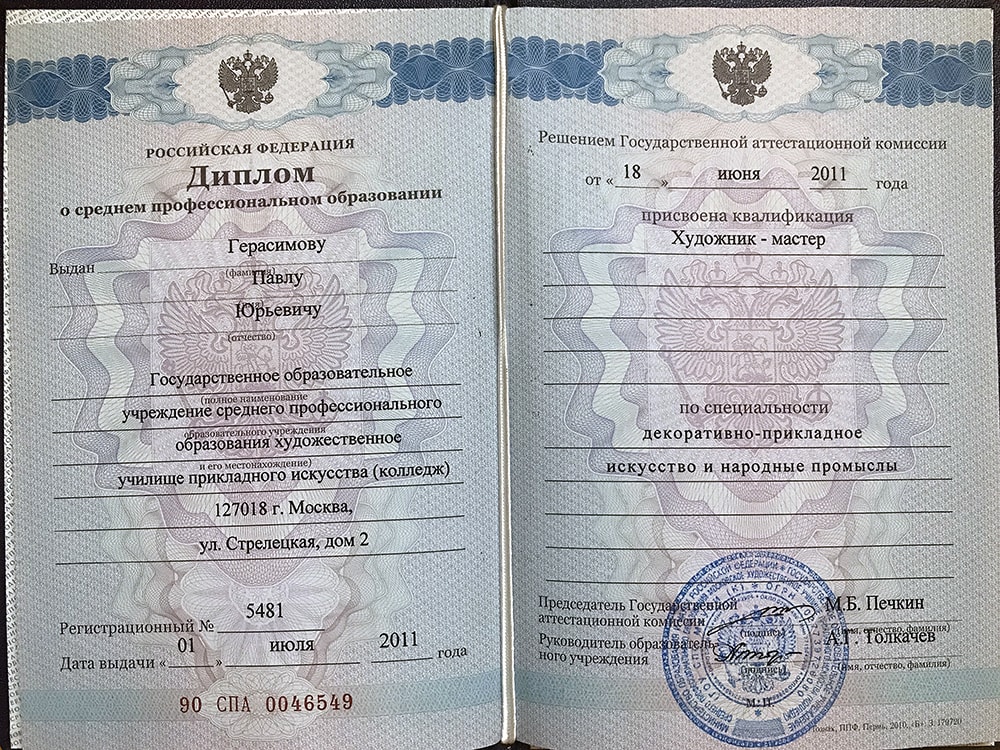 РОССИЙСКАЯ ФЕДЕРАЦИЯ
Диплом
о среднем профессиональном образовании
Герасимову
Выдан
(фамилия)
Павлу
Юрьевичу
(отчество)
Государственное образовательное
(полное наименование
учреждение среднего профессионального
образовательного учреждения
образования художественное
и его местонахождение)
училище прикладного искусства (колледж)
127018 г. Москва,
ул. Стрелецкая, дом 2
Регистрационный № 5481
Дата выдачи « 01 » июля 2011 года
90 СПА 0046549
Решением Государственной аттестационной комиссии
от « 18 » июня 2011 года
присвоена квалификация
Художник - мастер
по специальности
декоративно-прикладное
искусство и народные промыслы
Председатель Государственной
аттестационной комиссии
М.Б. Печкин
(подпись)
(имя, отчество, фамилия)
Руководитель образователь-
ного учреждения
А.Г. Толкачев
(подпись)
(имя, отчество, фамилия)
М.П.
ППФ. Пермь, 2010, «Б» З. 179720